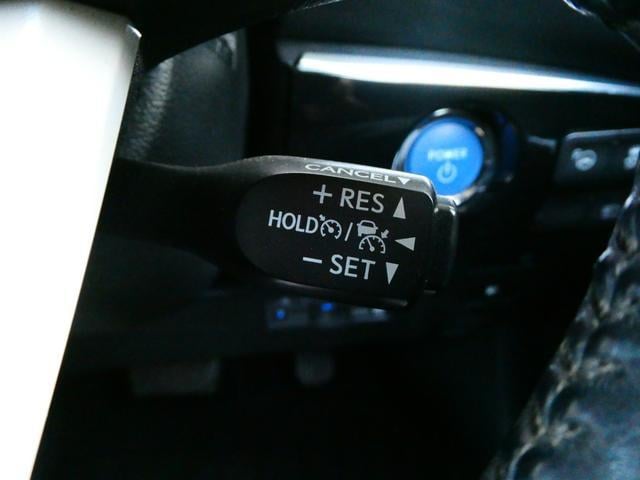 CANCEL▼
+ RES ▲
HOLD / ◀
− SET ▼
POWER